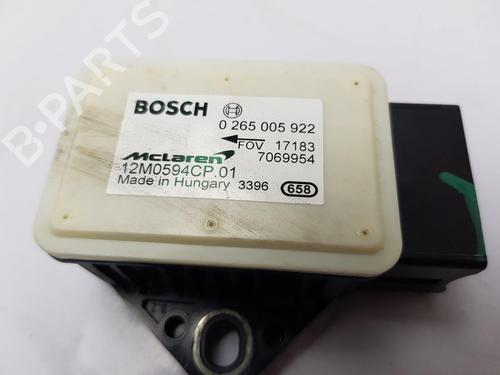 B-PARTS
BOSCH
0 265 005 922
FOV 17183
McLaren 7069954
12M0594CP.01
Made in Hungary 3396 658